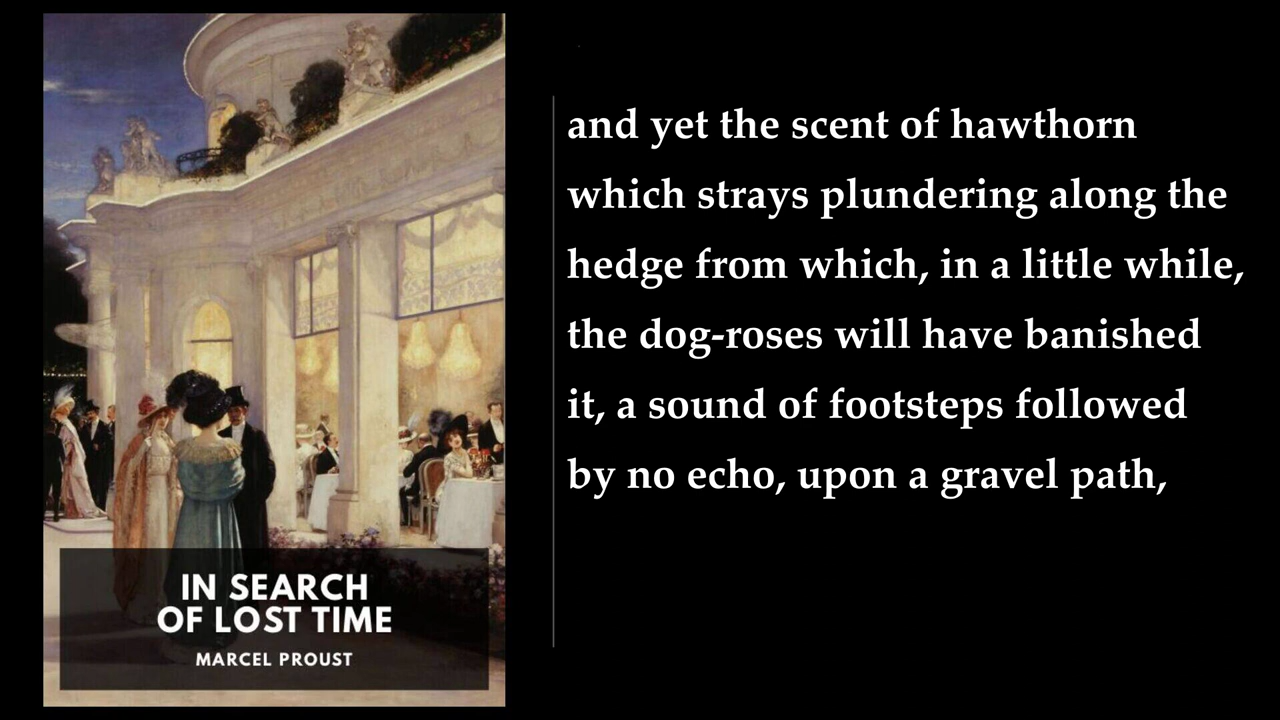 IN SEARCH
OF LOST TIME
MARCEL PROUST
and yet the scent of hawthorn
which strays plundering along the
hedge from which, in a little while,
the dog-roses will have banished
it, a sound of footsteps followed
by no echo, upon a gravel path,